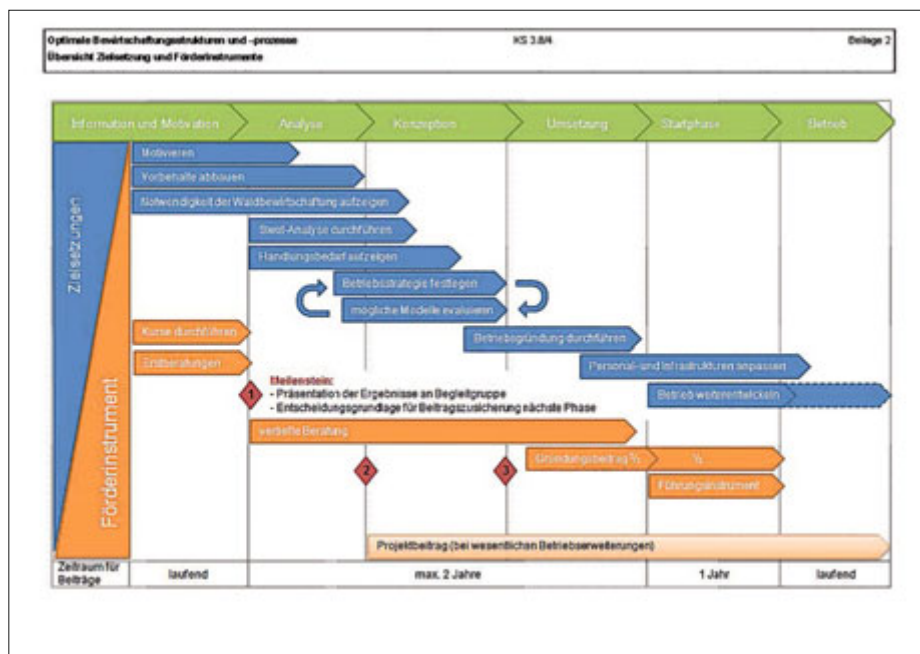 Optimale Bewirtschaftungsstrukturen und –prozesse KS 3.8/4 Beilage 2
Übersicht Zielsetzung und Förderinstrumente
Information und Motivation Analyse Konzeption Umsetzung Startphase Betrieb
Zielsetzungen
Motivieren
Vorbehalte abbauen
Notwendigkeit der Waldbewirtschaftung aufzeigen
Swot-Analyse durchführen
Handlungsbedarf aufzeigen
Betriebsstrategie festlegen
mögliche Modelle evaluieren
Betriebsgründung durchführen
Personal- und Infrastrukturen anpassen
Betrieb weiterentwickeln
Förderinstrument
Kurse durchführen
Erstberatungen
1
Meilenstein:
- Präsentation der Ergebnisse an Begleitgruppe
- Entscheidungsgrundlage für Beitragszusicherung nächste Phase
vertiefte Beratung
2
3
Gründungsbeitrag
Führungsinstrument
Projektbeitrag (bei wesentlichen Betriebserweiterungen)
Zeitraum für
Beiträge
laufend max. 2 Jahre 1 Jahr laufend